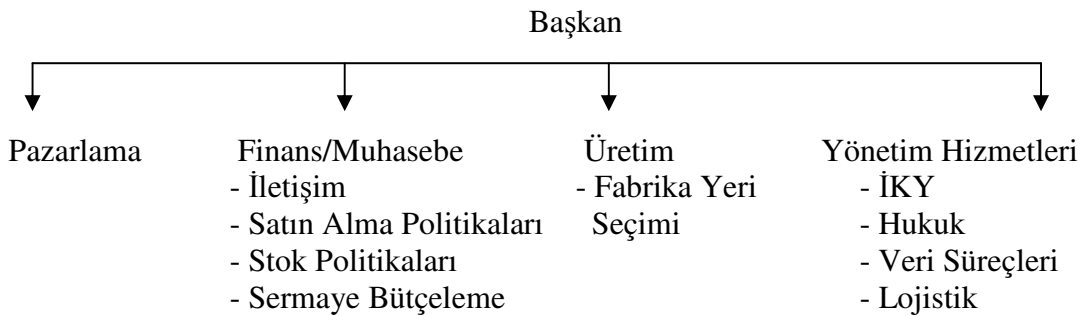 Başkan
Pazarlama
Finans/Muhasebe
- İletişim
- Satın Alma Politikaları
- Stok Politikaları
- Sermaye Bütçeleme
Üretim
- Fabrika Yeri
Seçimi
Yönetim Hizmetleri
- İKY
- Hukuk
- Veri Süreçleri
- Lojistik